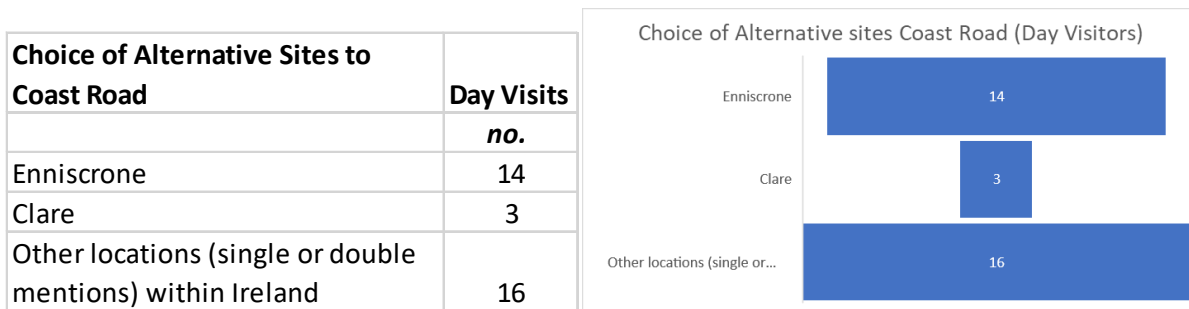 Choice of Alternative Sites to
Coast Road
Day Visits
no.
Enniscrone
14
Clare
3
Other locations (single or double
mentions) within Ireland
16
Choice of Alternative sites Coast Road (Day Visitors)
Enniscrone
14
Clare
3
Other locations (single or...
16